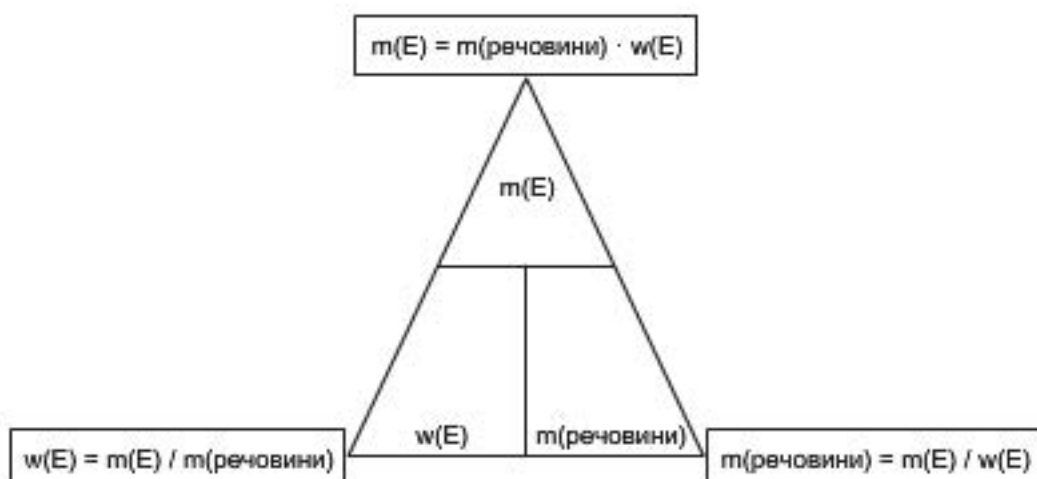 m(E) = m(речовини) · w(E)
m(E)
w(E)
m(речовини)
w(E) = m(E) / m(речовини)
m(речовини) = m(E) / w(E)